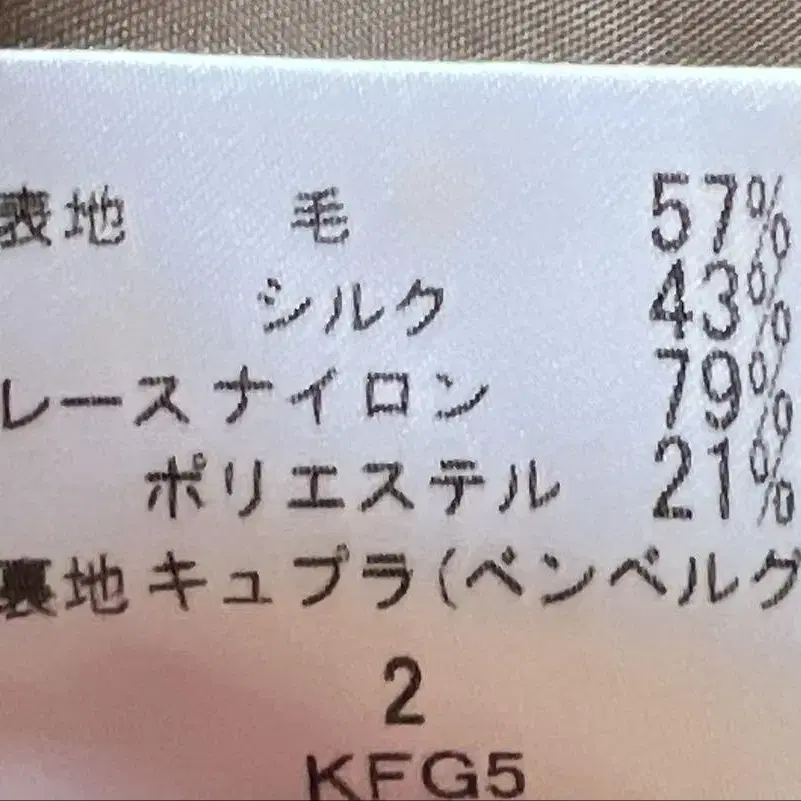 表地 毛 57%
シルク 43%
レース ナイロン 79%
ポリエステル 21%
裏地 キュプラ(ベンベルグ
2
KFG5